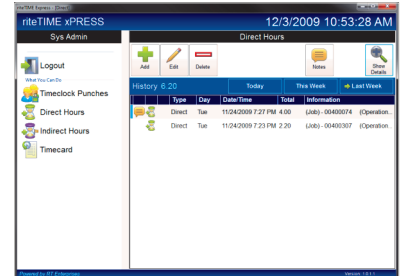 riteTIME Express - [Direct]
riteTIME xPRESS 12/3/2009 10:53:28 AM
Sys Admin
Direct Hours
Logout
What You Can Do
Timeclock Punches
Direct Hours
Indirect Hours
Timecard
Add Edit Delete Notes Show Details
History 6.20 Today This Week Last Week
Type Day Date/Time Total Information
Direct Tue 11/24/2009 7:27 PM 4.00 (Job) - 00400074 (Operation...
Direct Tue 11/24/2009 7:23 PM 2.20 (Job) - 00400307 (Operation...
Powered by RT Enterprises Version 1.0.1.1